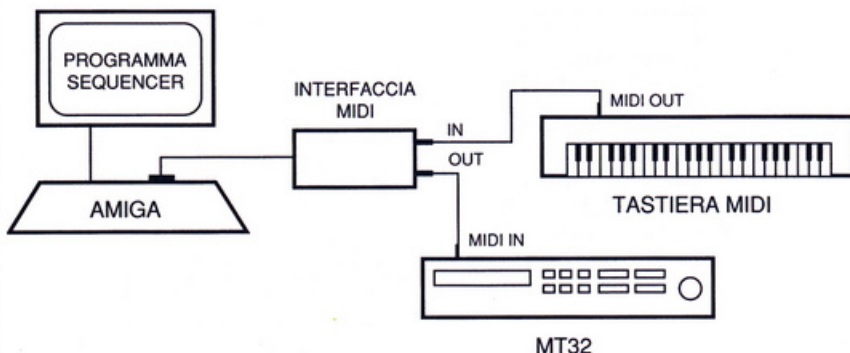 PROGRAMMA
SEQUENCER
INTERFACCIA
MIDI
IN
OUT
MIDI OUT
AMIGA
TASTIERA MIDI
MIDI IN
MT32